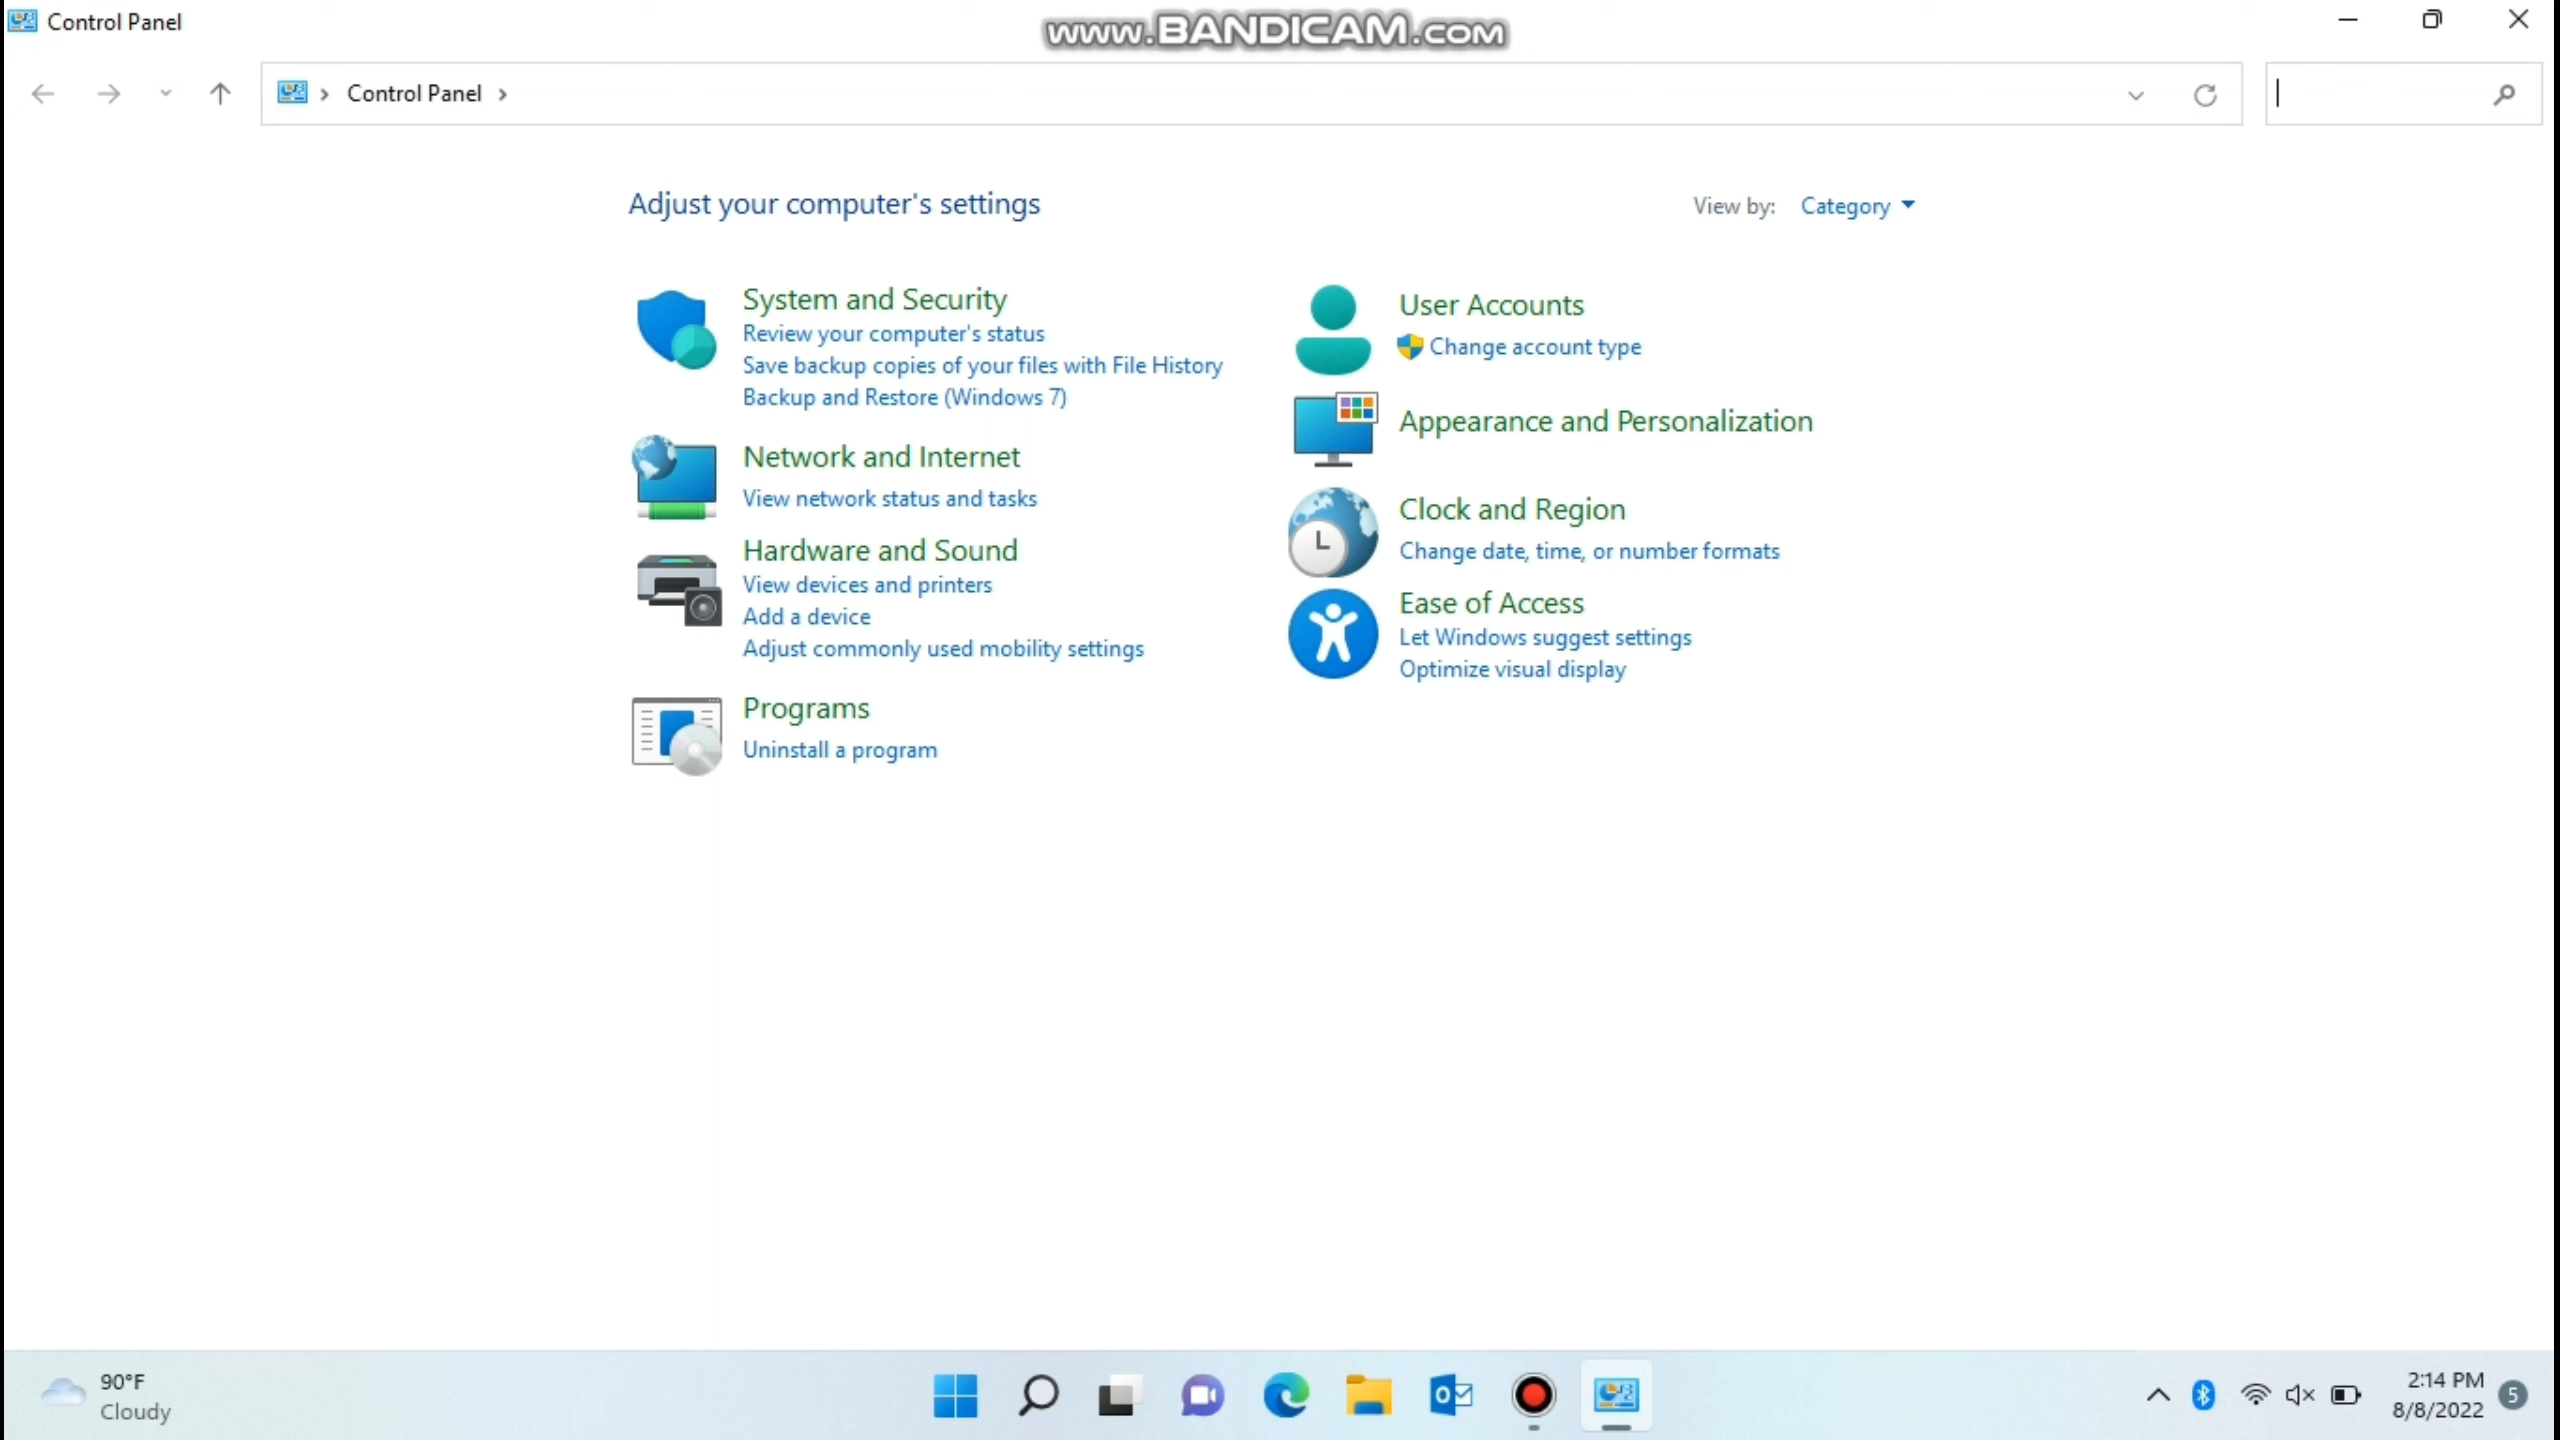 Control Panel
www.BANDICAM.com
Control Panel
Adjust your computer's settings
View by: Category
System and Security
Review your computer's status
Save backup copies of your files with File History
Backup and Restore (Windows 7)
Network and Internet
View network status and tasks
Hardware and Sound
View devices and printers
Add a device
Adjust commonly used mobility settings
Programs
Uninstall a program
User Accounts
Change account type
Appearance and Personalization
Clock and Region
Change date, time, or number formats
Ease of Access
Let Windows suggest settings
Optimize visual display
90°F
Cloudy
2:14 PM
8/8/2022
5